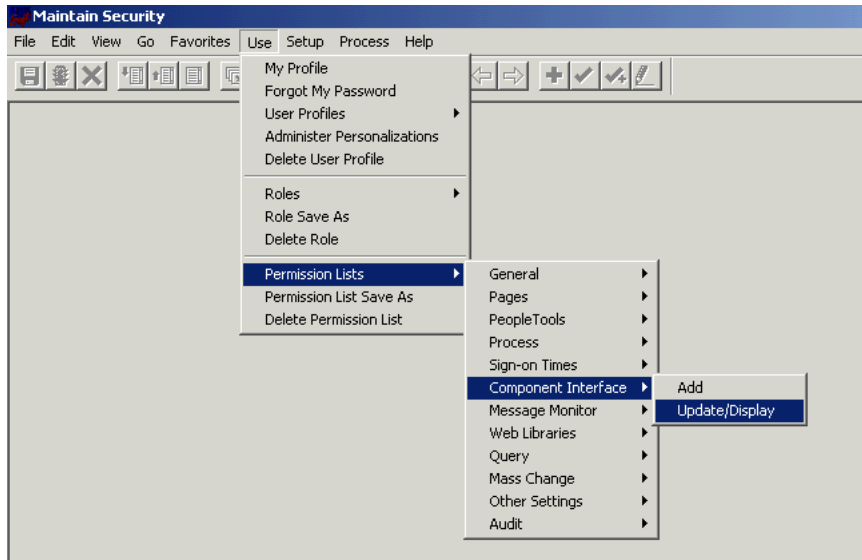 Maintain Security
File Edit View Go Favorites Use Setup Process Help
My Profile
Forgot My Password
User Profiles
Administer Personalizations
Delete User Profile
Roles
Role Save As
Delete Role
Permission Lists
Permission List Save As
Delete Permission List
General
Pages
PeopleTools
Process
Sign-on Times
Component Interface
Message Monitor
Web Libraries
Query
Mass Change
Other Settings
Audit
Add
Update/Display